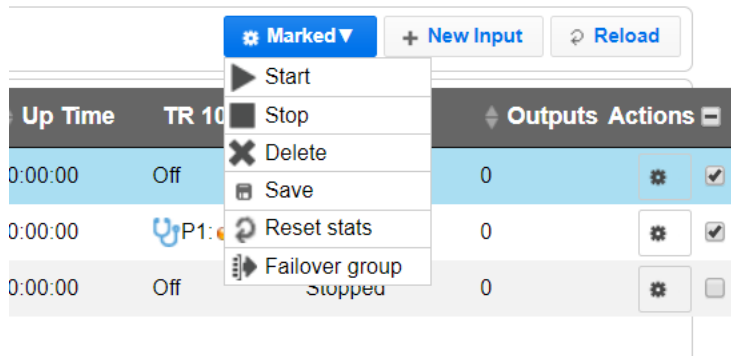 Marked▼ + New Input Reload
Start
Stop
Delete
Save
Reset stats
Failover group
Up Time TR 10 Outputs Actions
0:00:00 Off 0
0:00:00 P1: 0
0:00:00 Off Stopped 0